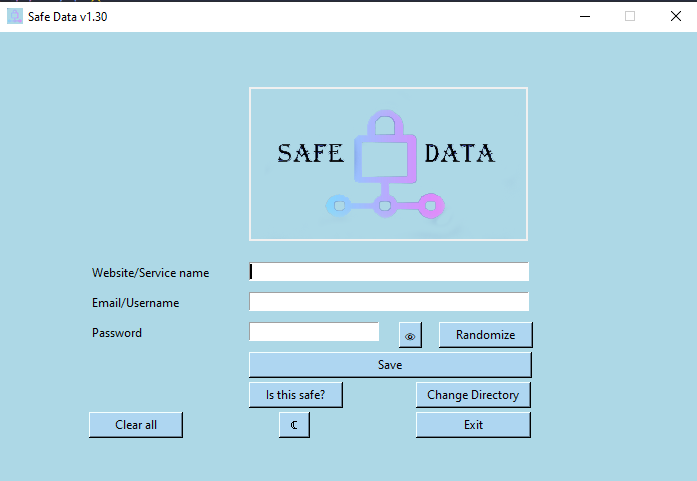 Safe Data v1.30
SAFE DATA
Website/Service name
Email/Username
Password
Randomize
Save
Is this safe?
Change Directory
Clear all
Exit